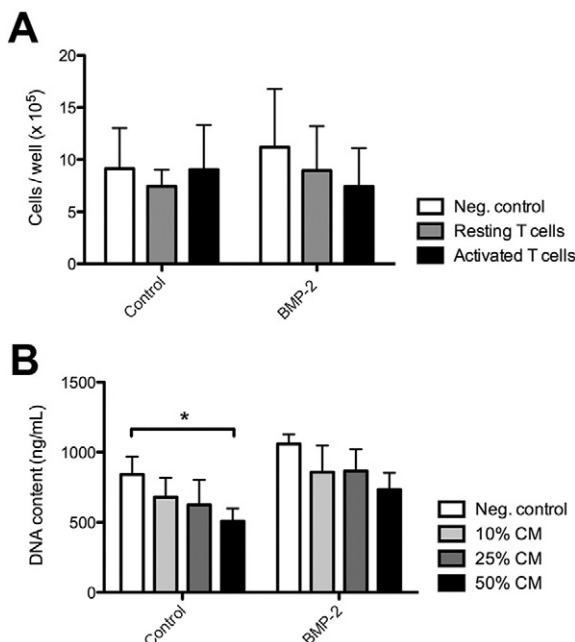 A
Cells / well (x 10⁵)
20
15
10
5
0
Control
BMP-2
Neg. control
Resting T cells
Activated T cells
B
DNA content (ng/mL)
1500
1000
500
0
*
Control
BMP-2
Neg. control
10% CM
25% CM
50% CM